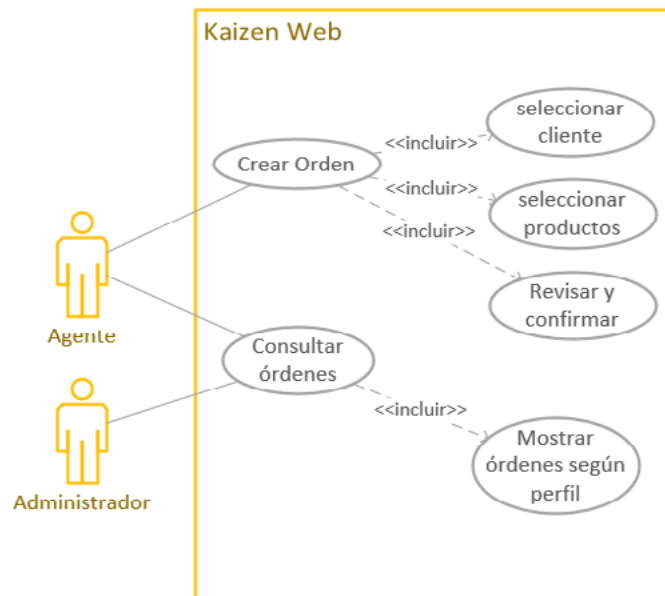 Kaizen Web
seleccionar
cliente
<<incluir>>
Crear Orden
<<incluir>>
seleccionar
productos
<<incluir>>
Revisar y
confirmar
Agente
Consultar
órdenes
<<incluir>>
Mostrar
órdenes según
perfil
Administrador